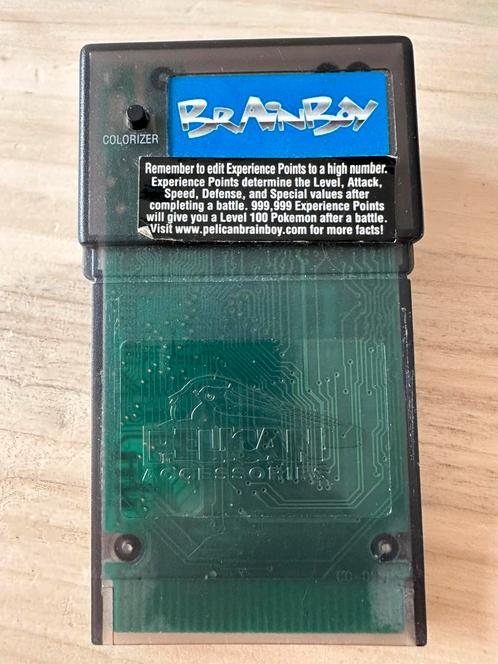 BRAINBOY
COLORIZER
Remember to edit Experience Points to a high number.
Experience Points determine the Level, Attack,
Speed, Defense, and Special values after
completing a battle. 999,999 Experience Points
will give you a Level 100 Pokemon after a battle.
Visit www.pelicanbrainboy.com for more facts!
PELICAN
ACCESSORIES